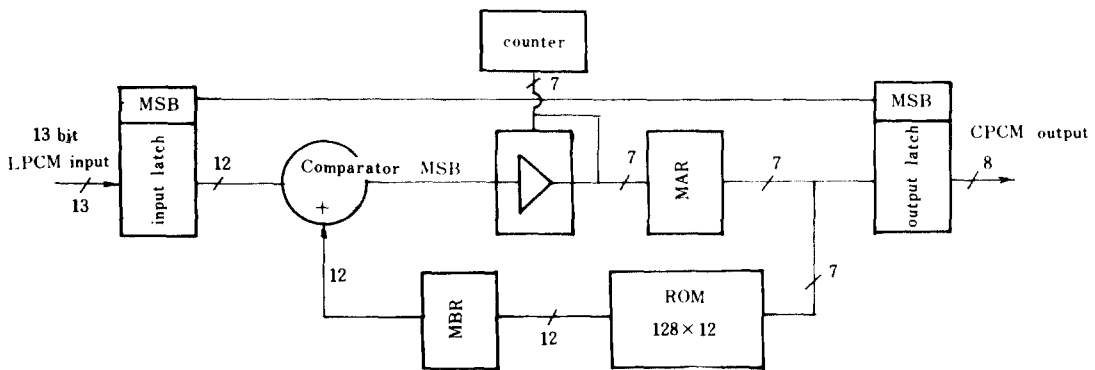 counter
7
MSB
MSB
13 bit
LPCM input
13
input latch
12
Comparator
MSB
+
7
MAR
7
output latch
CPCM output
8
12
MBR
12
ROM
128×12
7